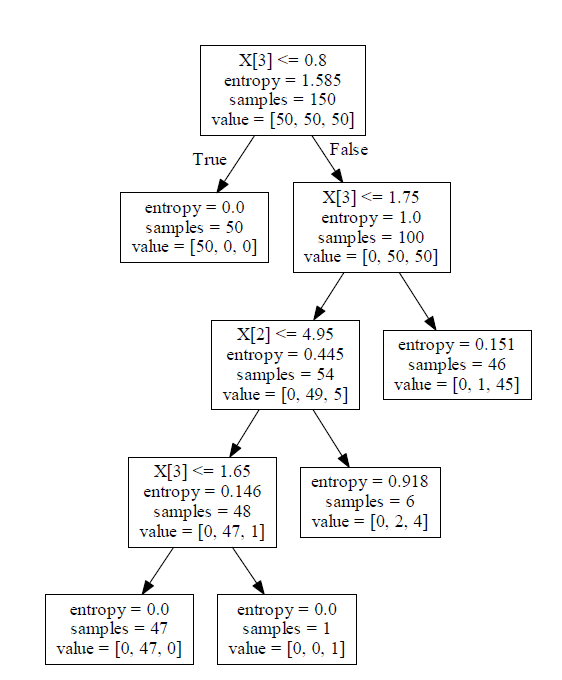 X[3] <= 0.8
entropy = 1.585
samples = 150
value = [50, 50, 50]
True
False
entropy = 0.0
samples = 50
value = [50, 0, 0]
X[3] <= 1.75
entropy = 1.0
samples = 100
value = [0, 50, 50]
X[2] <= 4.95
entropy = 0.445
samples = 54
value = [0, 49, 5]
entropy = 0.151
samples = 46
value = [0, 1, 45]
X[3] <= 1.65
entropy = 0.146
samples = 48
value = [0, 47, 1]
entropy = 0.918
samples = 6
value = [0, 2, 4]
entropy = 0.0
samples = 47
value = [0, 47, 0]
entropy = 0.0
samples = 1
value = [0, 0, 1]